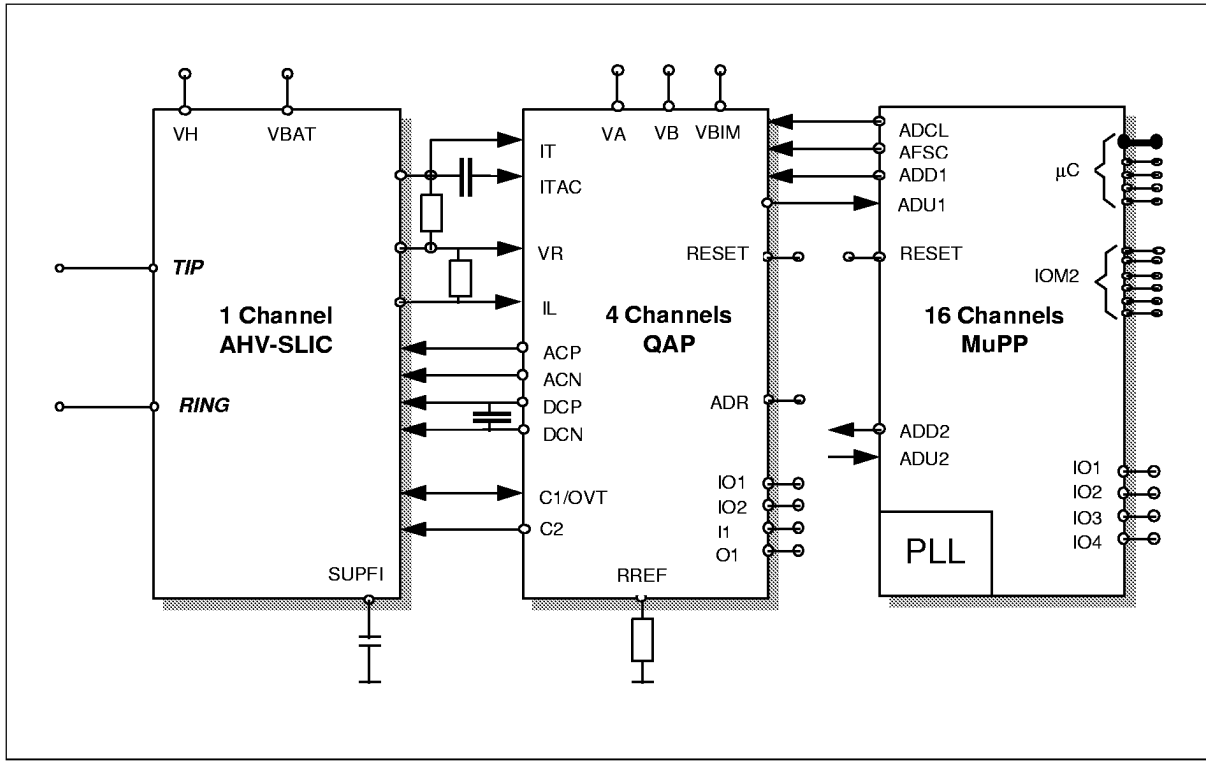 VH
VBAT
TIP
1 Channel
AHV-SLIC
RING
SUPFI
VA
VB
VBIM
IT
ITAC
VR
IL
ACP
ACN
DCP
DCN
C1/OVT
C2
RESET
4 Channels
QAP
ADR
IO1
IO2
I1
O1
RREF
ADCL
AFSC
ADD1
ADU1
RESET
µC
IOM2
16 Channels
MuPP
ADD2
ADU2
IO1
IO2
IO3
IO4
PLL